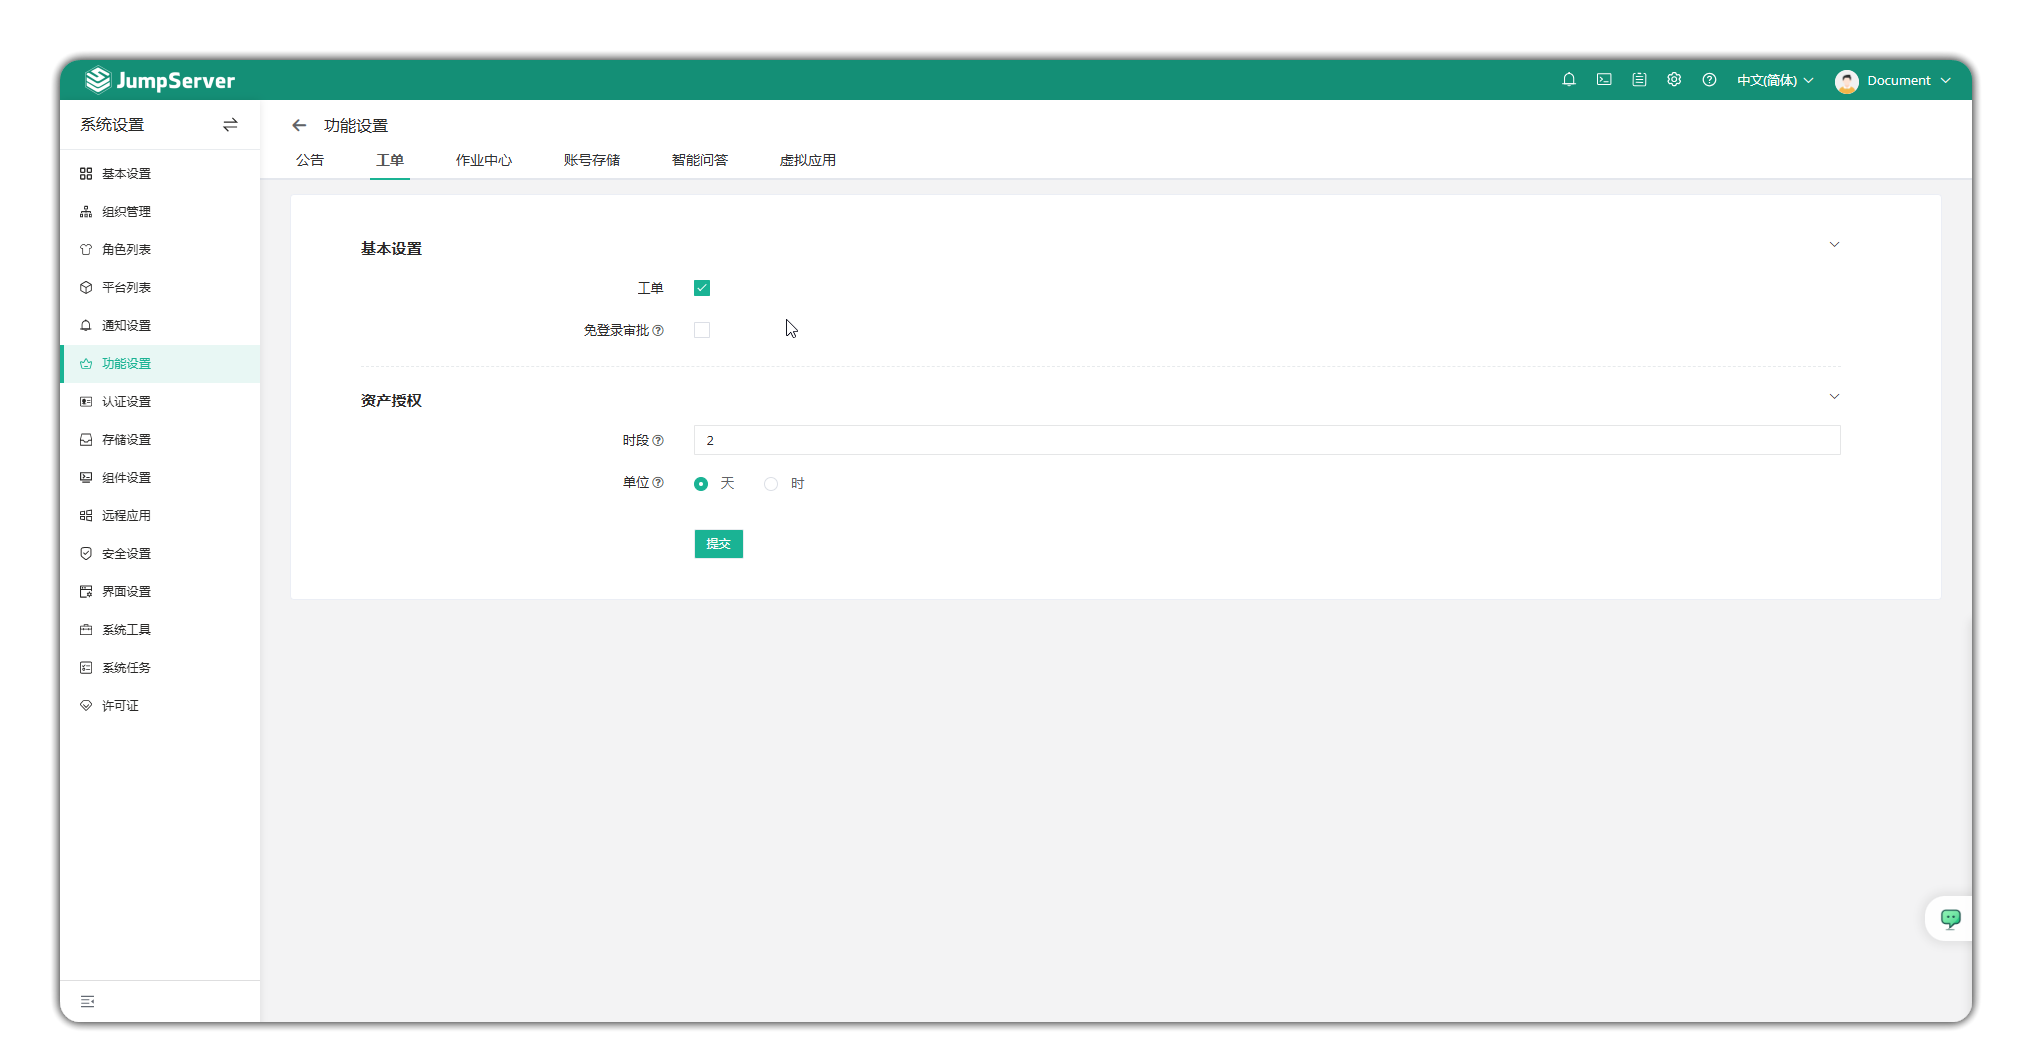 JumpServer
中文(简体)
Document
系统设置
功能设置
公告
工单
作业中心
账号存储
智能问答
虚拟应用
基本设置
组织管理
角色列表
平台列表
通知设置
功能设置
认证设置
存储设置
组件设置
远程应用
安全设置
界面设置
系统工具
系统任务
许可证
基本设置
工单
免登录审批
资产授权
时段
2
单位
天
时
提交